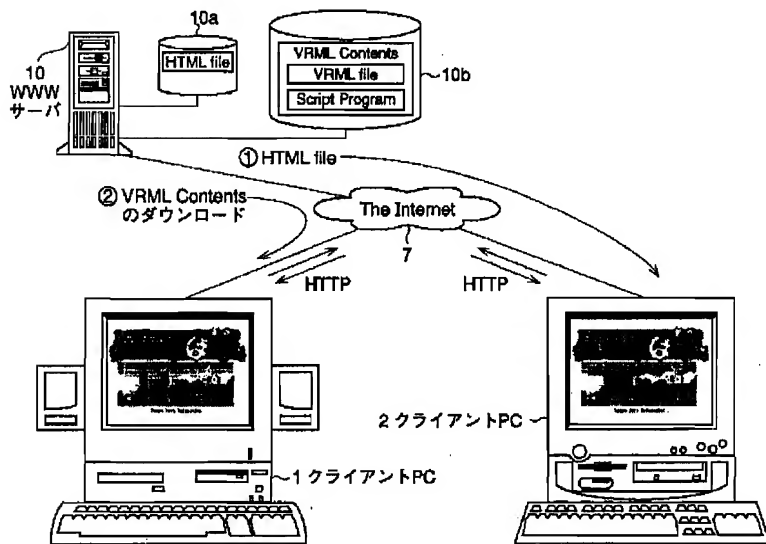 10a
HTML file
10
WWW
サーバ
VRML Contents
VRML file
Script Program
10b
① HTML file
② VRML Contents
のダウンロード
The Internet
7
HTTP
HTTP
2 クライアントPC
1 クライアントPC